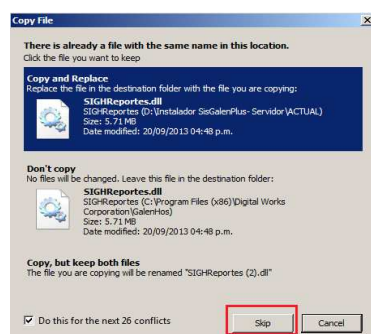 Copy File
There is already a file with the same name in this location.
Click the file you want to keep
Copy and Replace
Replace the file in the destination folder with the file you are copying:
SIGHReportes.dll
SIGHReportes (D:\Instalador SisGalenPlus- Servidor\ACTUAL)
Size: 5.71 MB
Date modified: 20/09/2013 04:48 p.m.
Don't copy
No files will be changed. Leave this file in the destination folder:
SIGHReportes.dll
SIGHReportes (C:\Program Files (x86)\Digital Works
Corporation\GalenHos)
Size: 5.71 MB
Date modified: 20/09/2013 04:48 p.m.
Copy, but keep both files
The file you are copying will be renamed "SIGHReportes (2).dll"
Do this for the next 26 conflicts
Skip
Cancel